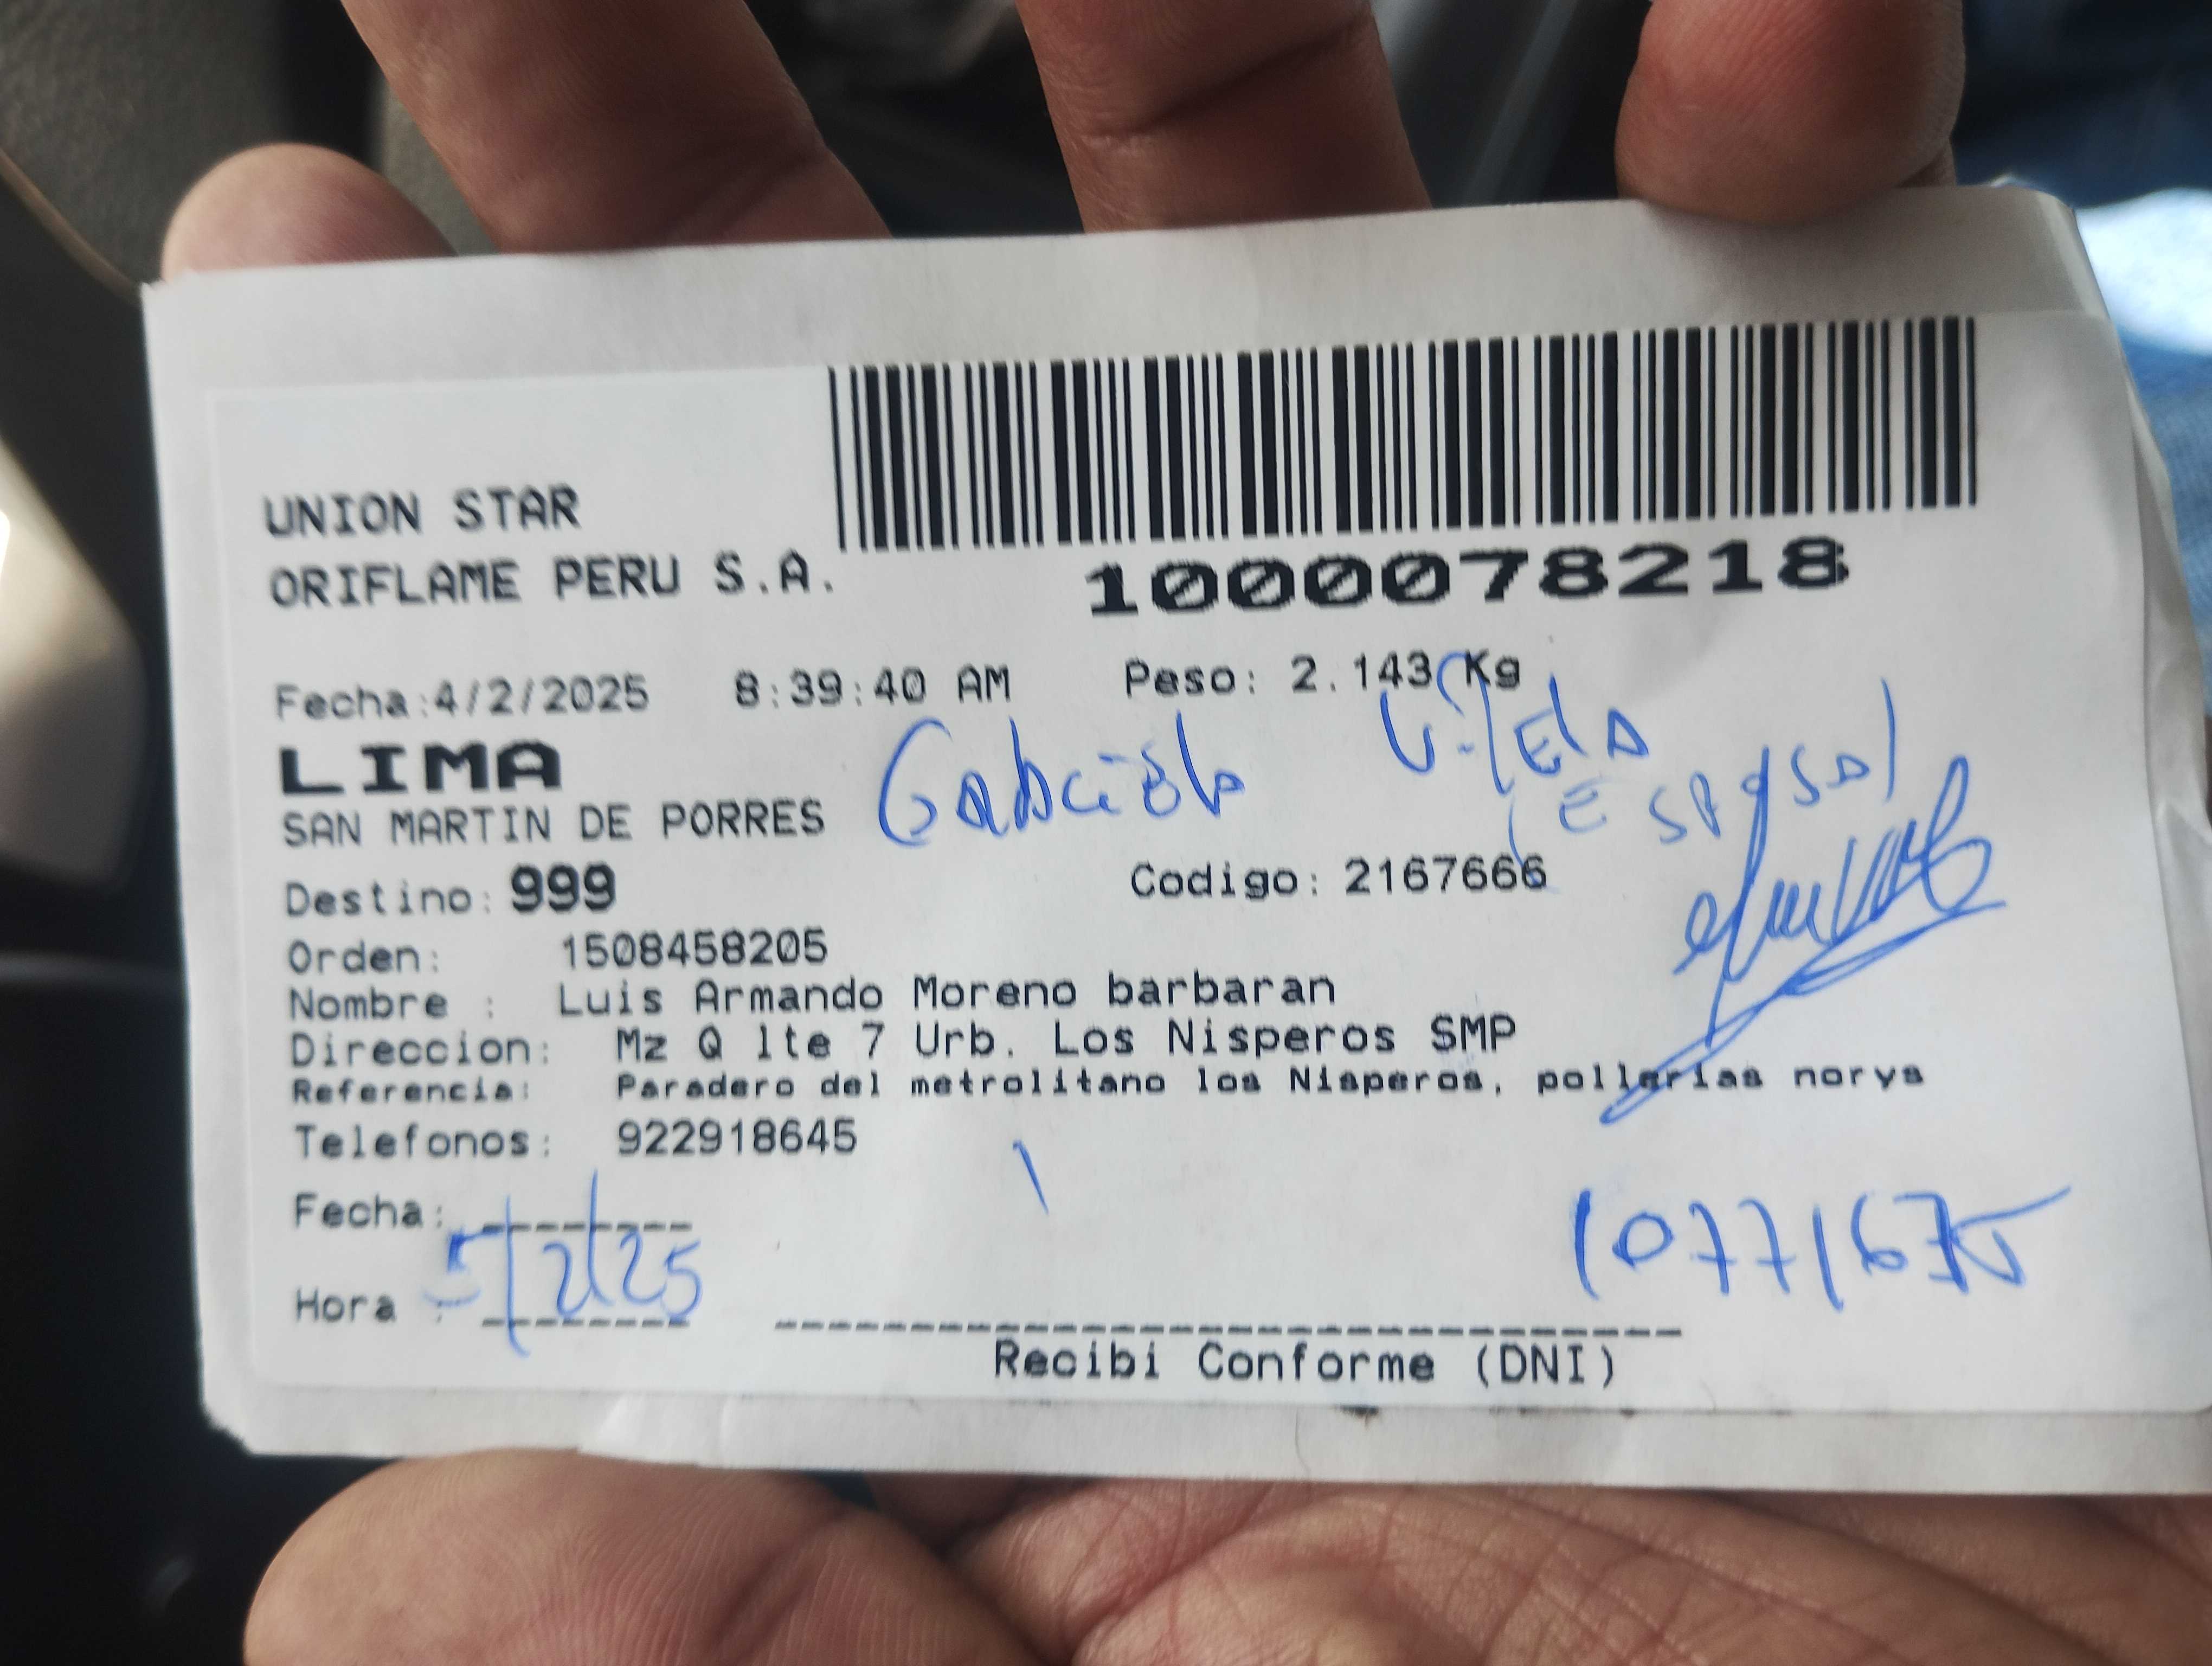 UNION STAR
ORIFLAME PERU S.A.
1000078218
Fecha:4/2/2025 8:39:40 AM Peso: 2.143 Kg
LIMA
Gabriela Vilela
(Esposa)
SAN MARTIN DE PORRES
Destino: 999 Codigo: 2167666
Orden: 1508458205
Nombre : Luis Armando Moreno barbaran
Direccion: Mz Q lte 7 Urb. Los Nisperos SMP
Referencia: Paradero del metrolitano los Nisperos, pollerias norys
Telefonos: 922918645
Fecha:
5/2/25
Hora :
Recibi Conforme (DNI)